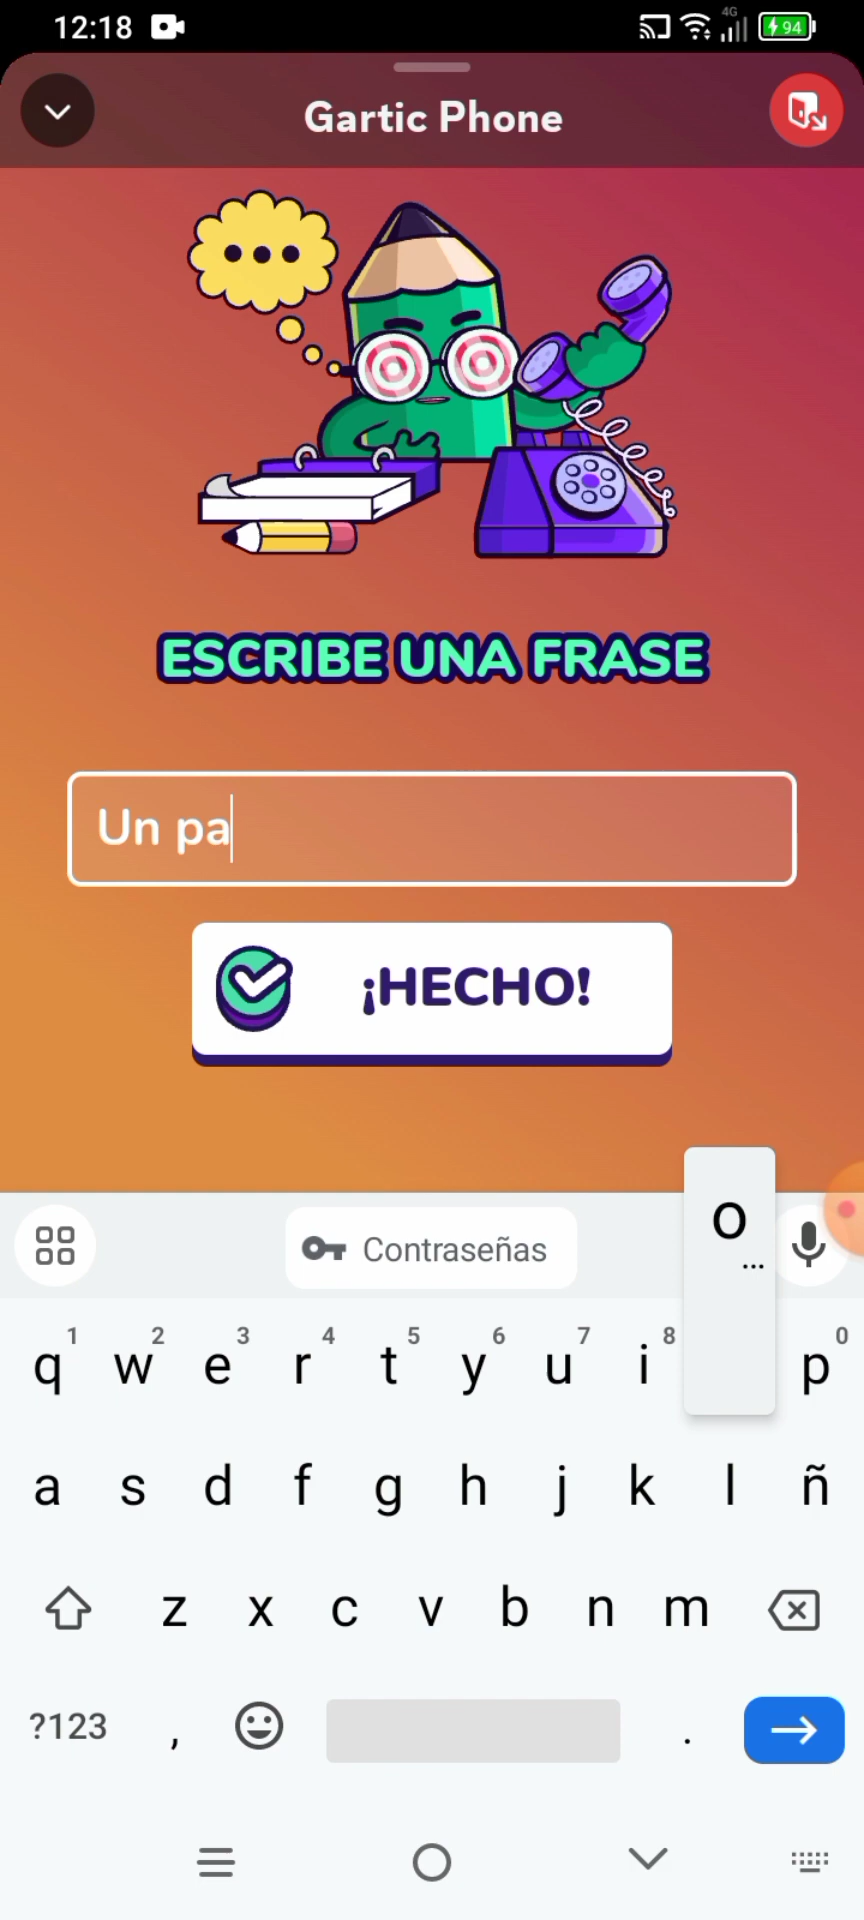 12:18
4G
94
Gartic Phone
ESCRIBE UNA FRASE
Un pa
¡HECHO!
Contraseñas
o
...
1 2 3 4 5 6 7 8 0
q w e r t y u i p
a s d f g h j k l ñ
z x c v b n m
?123 , .